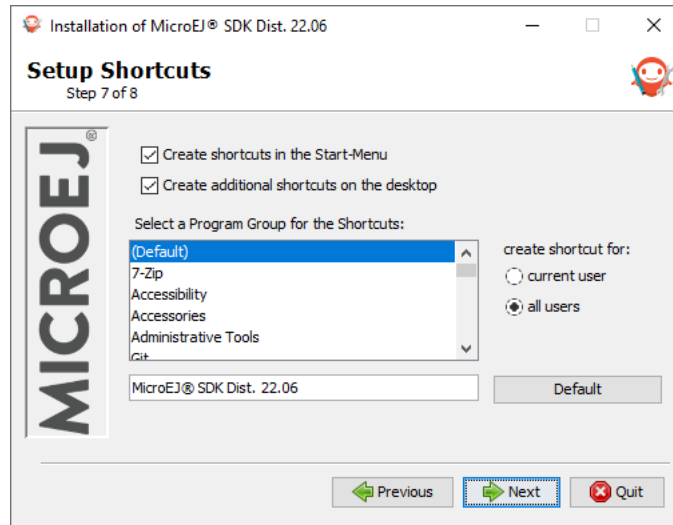 Installation of MicroEJ® SDK Dist. 22.06
Setup Shortcuts
Step 7 of 8
MICROEJ®
Create shortcuts in the Start-Menu
Create additional shortcuts on the desktop
Select a Program Group for the Shortcuts:
(Default)
7-Zip
Accessibility
Accessories
Administrative Tools
Git
create shortcut for:
current user
all users
MicroEJ® SDK Dist. 22.06
Default
Previous
Next
Quit